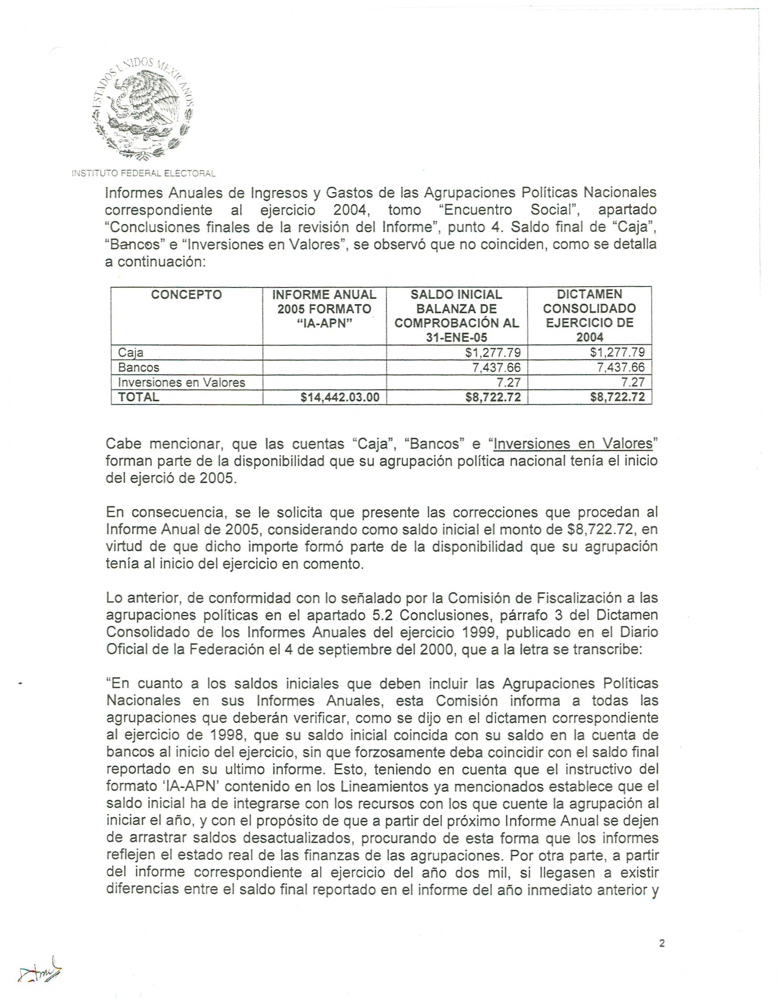 ESTADOS UNIDOS MEXICANOS
INSTITUTO FEDERAL ELECTORAL
Informes Anuales de Ingresos y Gastos de las Agrupaciones Políticas Nacionales
correspondiente al ejercicio 2004, tomo “Encuentro Social”, apartado
“Conclusiones finales de la revisión del Informe”, punto 4. Saldo final de “Caja”,
“Bancos” e “Inversiones en Valores”, se observó que no coinciden, como se detalla
a continuación:
CONCEPTO INFORME ANUAL 2005 FORMATO “IA-APN” SALDO INICIAL BALANZA DE COMPROBACIÓN AL 31-ENE-05 DICTAMEN CONSOLIDADO EJERCICIO DE 2004
Caja $1,277.79 $1,277.79
Bancos 7,437.66 7,437.66
Inversiones en Valores 7.27 7.27
TOTAL $14,442.03.00 $8,722.72 $8,722.72
Cabe mencionar, que las cuentas “Caja”, “Bancos” e “Inversiones en Valores”
forman parte de la disponibilidad que su agrupación política nacional tenía el inicio
del ejerció de 2005.
En consecuencia, se le solicita que presente las correcciones que procedan al
Informe Anual de 2005, considerando como saldo inicial el monto de $8,722.72, en
virtud de que dicho importe formó parte de la disponibilidad que su agrupación
tenía al inicio del ejercicio en comento.
Lo anterior, de conformidad con lo señalado por la Comisión de Fiscalización a las
agrupaciones políticas en el apartado 5.2 Conclusiones, párrafo 3 del Dictamen
Consolidado de los Informes Anuales del ejercicio 1999, publicado en el Diario
Oficial de la Federación el 4 de septiembre del 2000, que a la letra se transcribe:
“En cuanto a los saldos iniciales que deben incluir las Agrupaciones Políticas
Nacionales en sus Informes Anuales, esta Comisión informa a todas las
agrupaciones que deberán verificar, como se dijo en el dictamen correspondiente
al ejercicio de 1998, que su saldo inicial coincida con su saldo en la cuenta de
bancos al inicio del ejercicio, sin que forzosamente deba coincidir con el saldo final
reportado en su ultimo informe. Esto, teniendo en cuenta que el instructivo del
formato ‘IA-APN’ contenido en los Lineamientos ya mencionados establece que el
saldo inicial ha de integrarse con los recursos con los que cuente la agrupación al
iniciar el año, y con el propósito de que a partir del próximo Informe Anual se dejen
de arrastrar saldos desactualizados, procurando de esta forma que los informes
reflejen el estado real de las finanzas de las agrupaciones. Por otra parte, a partir
del informe correspondiente al ejercicio del año dos mil, si llegasen a existir
diferencias entre el saldo final reportado en el informe del año inmediato anterior y
2